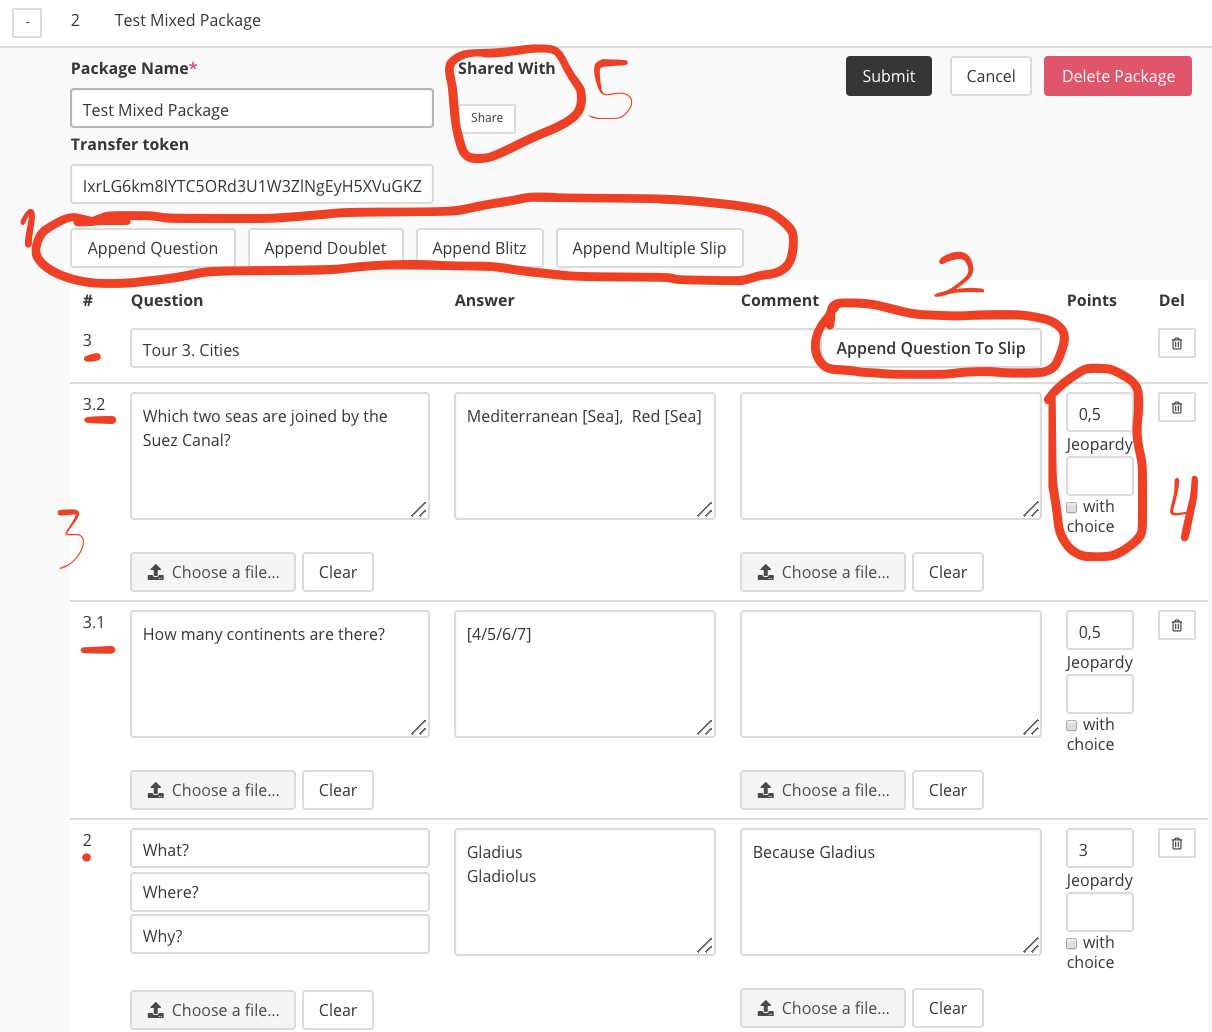 -
2
Test Mixed Package
Package Name*
Shared With
5
Submit
Cancel
Delete Package
Test Mixed Package
Share
Transfer token
IxrLG6km8lYTC5ORd3U1W3ZlNgEyH5XVuGKZ
1
Append Question
Append Doublet
Append Blitz
Append Multiple Slip
2
# Question Answer Comment Points Del
3
Tour 3. Cities
Append Question To Slip
3.2
Which two seas are joined by the
Suez Canal?
Mediterranean [Sea],  Red [Sea]
0,5
Jeopardy
with
choice
3
4
Choose a file...
Clear
Choose a file...
Clear
3.1
How many continents are there?
[4/5/6/7]
0,5
Jeopardy
with
choice
Choose a file...
Clear
Choose a file...
Clear
2
What?
Where?
Why?
Gladius
Gladiolus
Because Gladius
3
Jeopardy
with
choice
Choose a file...
Clear
Choose a file...
Clear